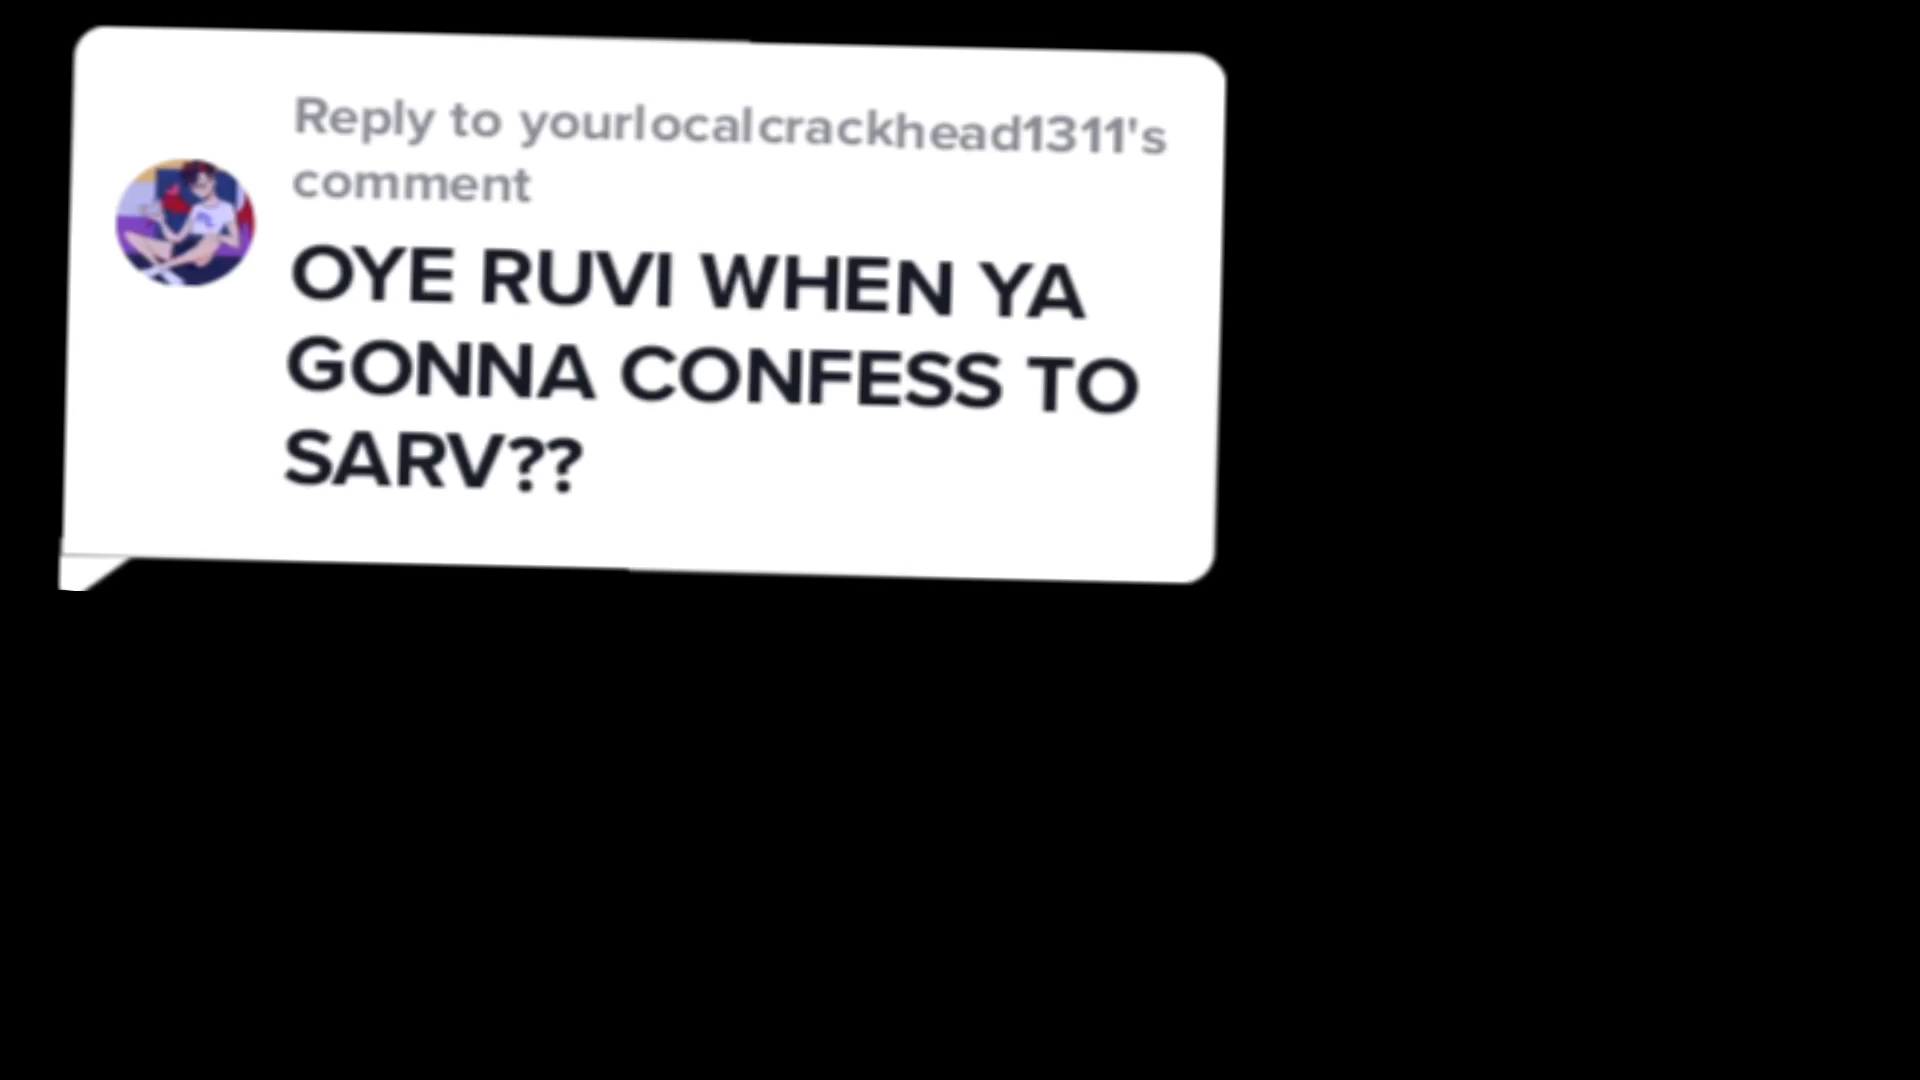 Reply to yourlocalcrackhead1311's
comment
OYE RUVI WHEN YA
GONNA CONFESS TO
SARV??